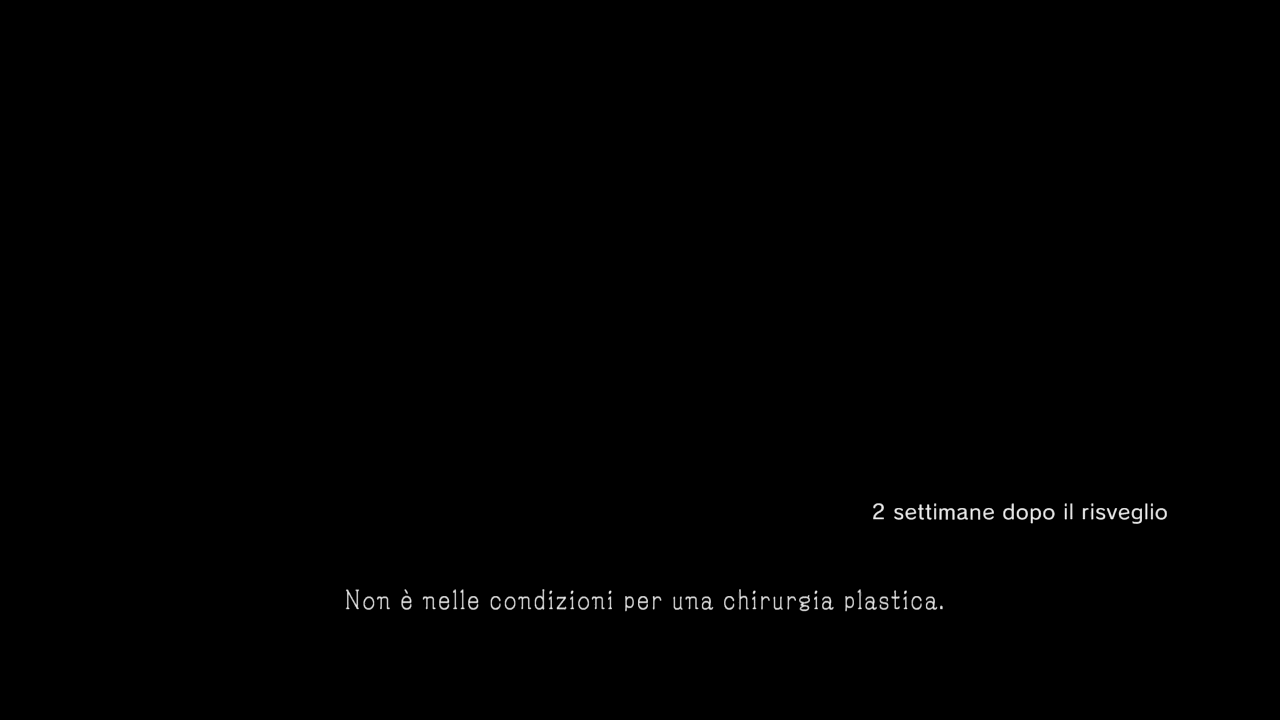 2 settimane dopo il risveglio
Non è nelle condizioni per una chirurgia plastica.